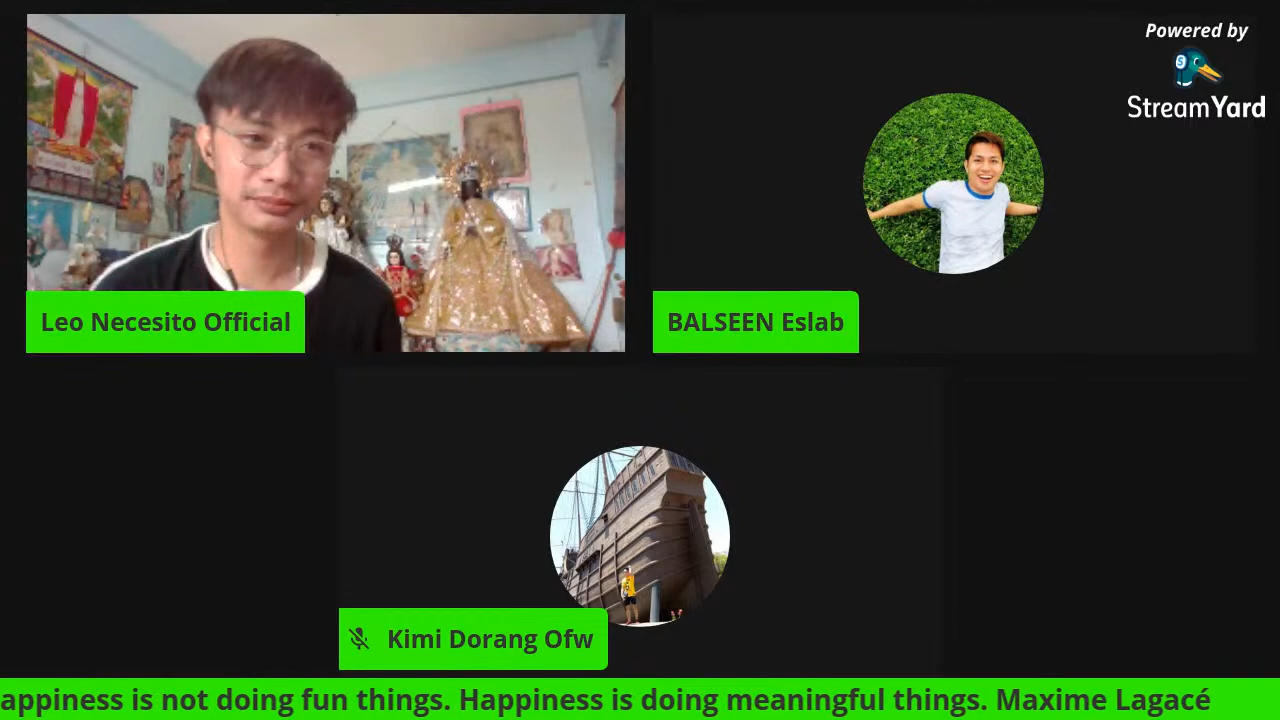 Powered by
StreamYard
Leo Necesito Official
BALSEEN Eslab
Kimi Dorang Ofw
appiness is not doing fun things. Happiness is doing meaningful things. Maxime Lagacé